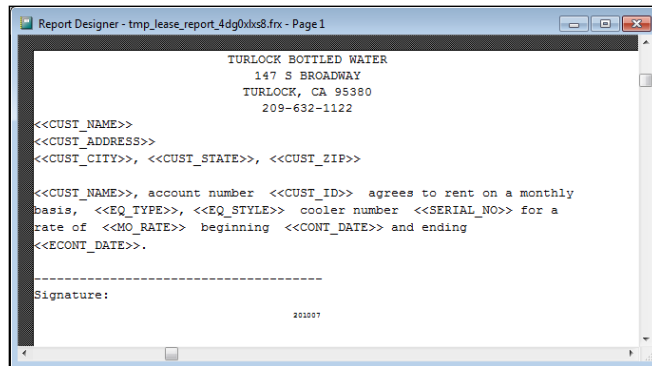 Report Designer - tmp_lease_report_4dg0xlxs8.frx - Page 1
TURLOCK BOTTLED WATER
147 S BROADWAY
TURLOCK, CA 95380
209-632-1122
<<CUST_NAME>>
<<CUST_ADDRESS>>
<<CUST_CITY>>, <<CUST_STATE>>, <<CUST_ZIP>>
<<CUST_NAME>>, account number <<CUST_ID>> agrees to rent on a monthly
basis, <<EQ_TYPE>>, <<EQ_STYLE>> cooler number <<SERIAL_NO>> for a
rate of <<MO_RATE>> beginning <<CONT_DATE>> and ending
<<ECONT_DATE>>.
---------------------------------------
Signature:
201007